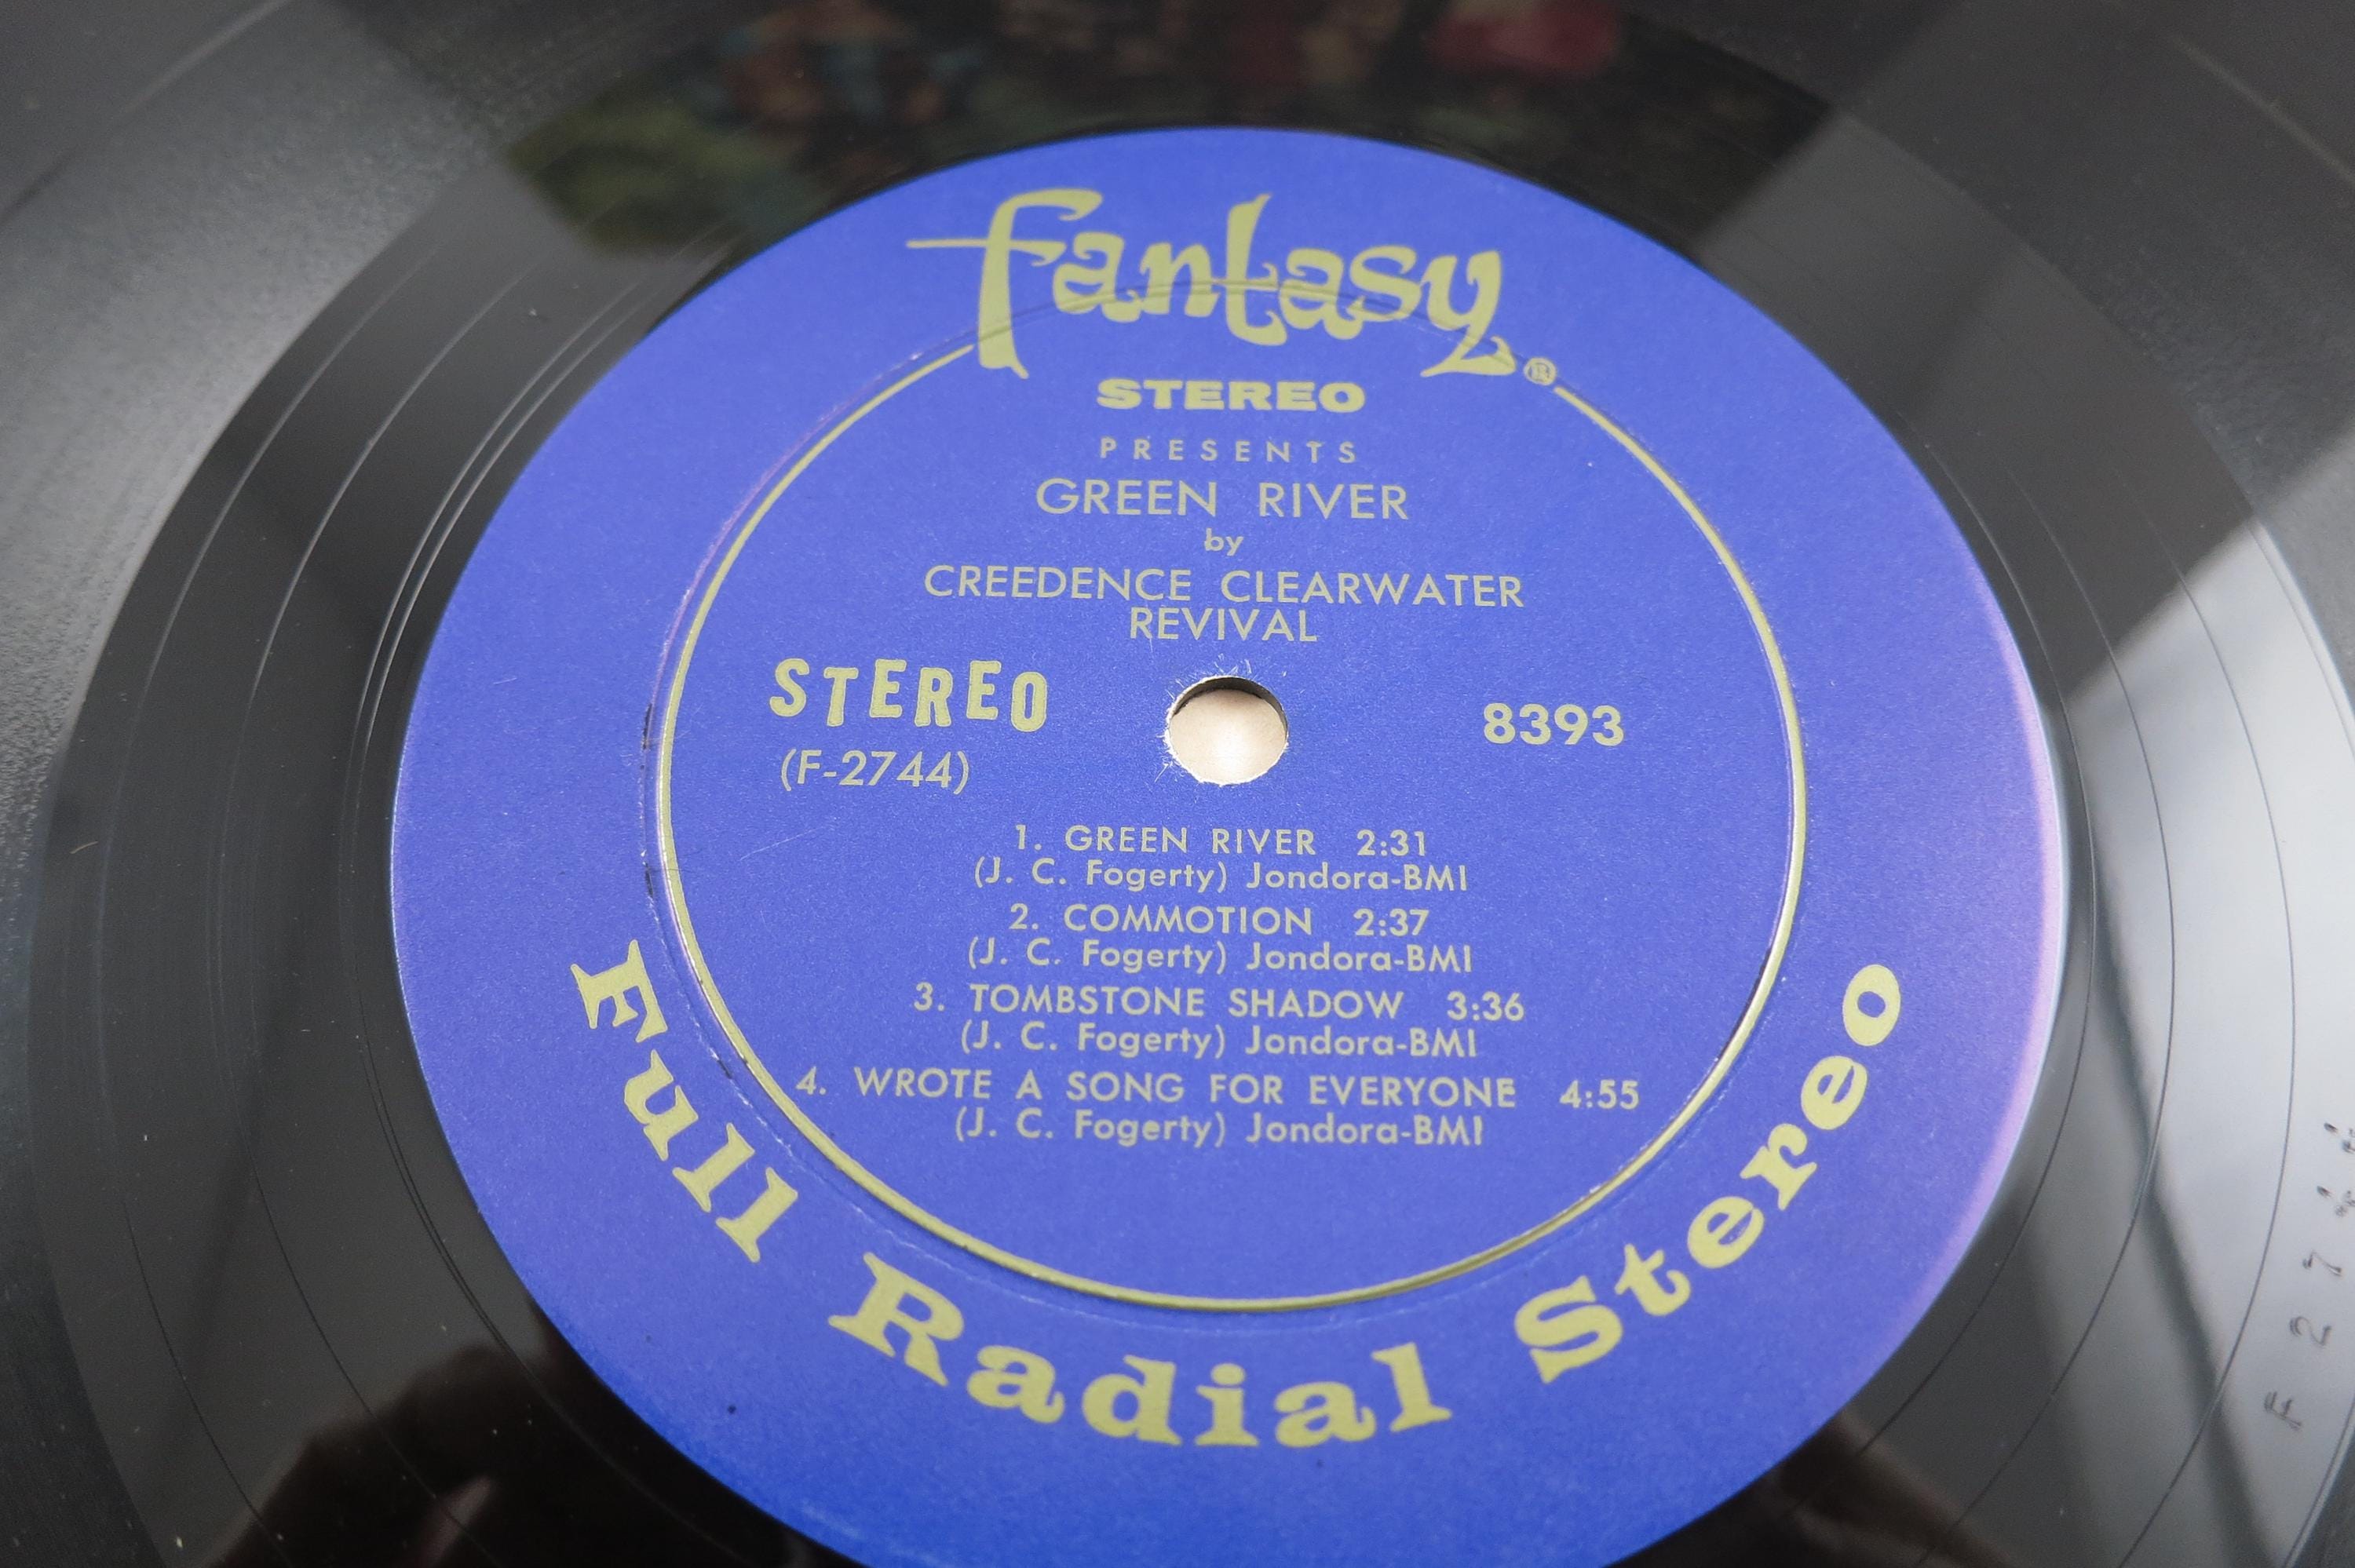 fantasy®
STEREO
PRESENTS
GREEN RIVER
by
CREEDENCE CLEARWATER
REVIVAL
STEREO
(F-2744)
8393
1. GREEN RIVER 2:31
(J. C. Fogerty) Jondora-BMI
2. COMMOTION 2:37
(J. C. Fogerty) Jondora-BMI
3. TOMBSTONE SHADOW 3:36
(J. C. Fogerty) Jondora-BMI
4. WROTE A SONG FOR EVERYONE 4:55
(J. C. Fogerty) Jondora-BMI
Full Radial Stereo